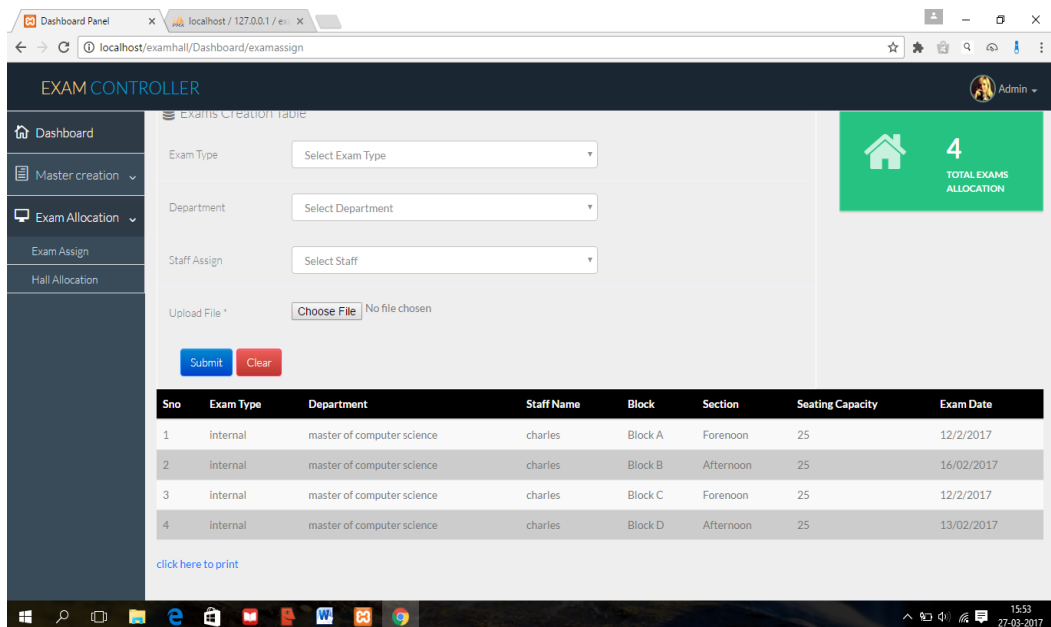 Dashboard Panel
localhost / 127.0.0.1 / ex
localhost/examhall/Dashboard/examassign
EXAM CONTROLLER
Admin
Dashboard
Master creation
Exam Allocation
Exam Assign
Hall Allocation
Exams Creation Table
Exam Type Select Exam Type
Department Select Department
Staff Assign Select Staff
Upload File * Choose File No file chosen
Submit Clear
4
TOTAL EXAMS
ALLOCATION
Sno Exam Type Department Staff Name Block Section Seating Capacity Exam Date
1 internal master of computer science charles Block A Forenoon 25 12/2/2017
2 internal master of computer science charles Block B Afternoon 25 16/02/2017
3 internal master of computer science charles Block C Forenoon 25 12/2/2017
4 internal master of computer science charles Block D Afternoon 25 13/02/2017
click here to print
15:53
27-03-2017